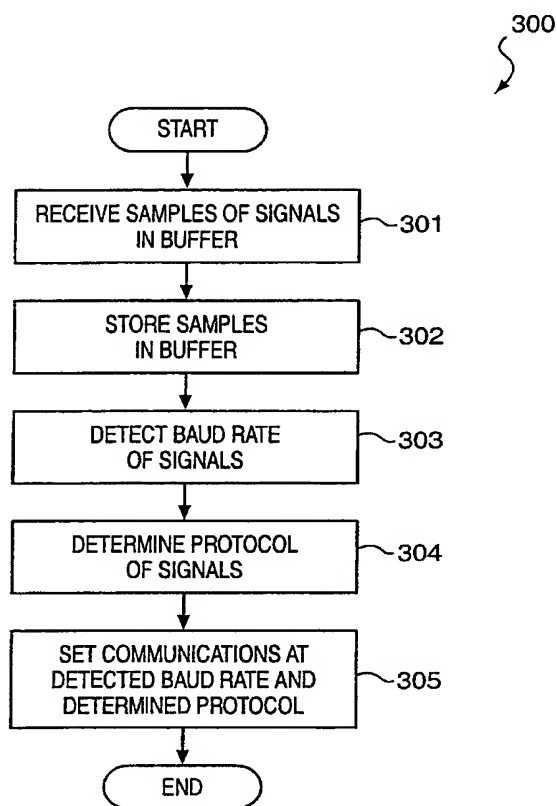 300
START
RECEIVE SAMPLES OF SIGNALS
IN BUFFER
301
STORE SAMPLES
IN BUFFER
302
DETECT BAUD RATE
OF SIGNALS
303
DETERMINE PROTOCOL
OF SIGNALS
304
SET COMMUNICATIONS AT
DETECTED BAUD RATE AND
DETERMINED PROTOCOL
305
END